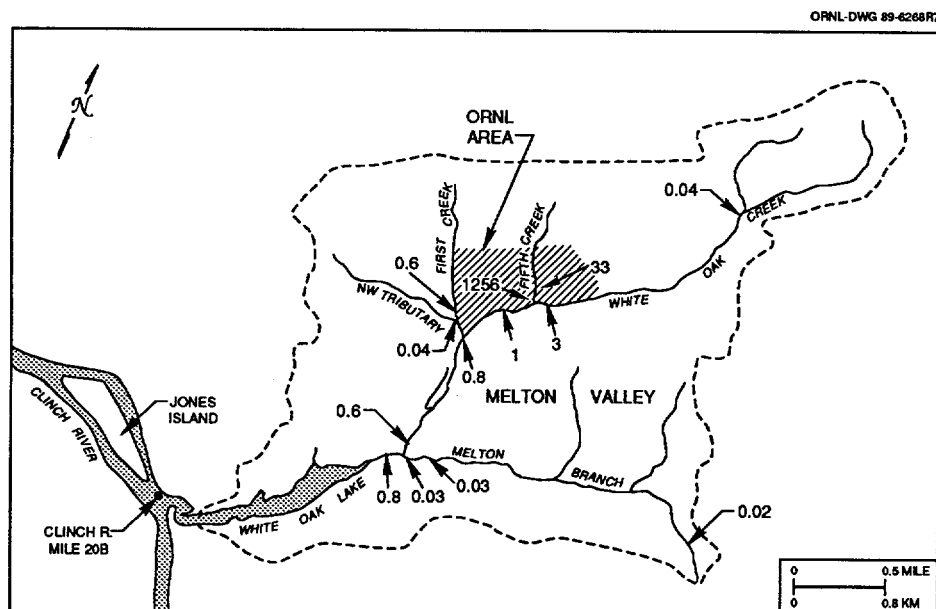 ORNL-DWG 89-6268R7
N
ORNL
AREA
0.04
CREEK
FIRST CREEK
FIFTH CREEK
0.6
33
1256
OAK
NW TRIBUTARY
WHITE
0.04
1
3
0.8
JONES
ISLAND
MELTON VALLEY
CLINCH RIVER
0.6
MELTON
BRANCH
0.8
0.03
0.03
WHITE OAK LAKE
0.02
CLINCH R.
MILE 20B
0 0.5 MILE
0 0.8 KM